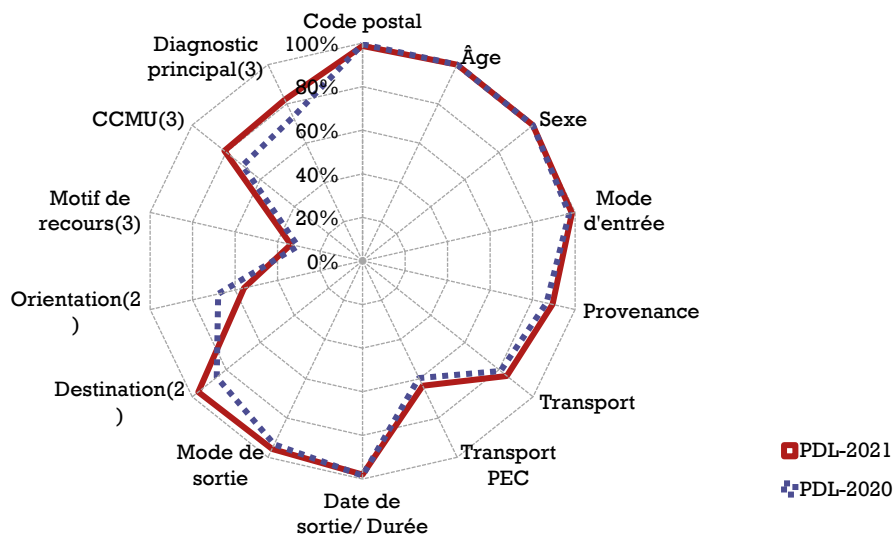 Code postal
Diagnostic
principal(3)
100%
Âge
80%
CCMU(3)
Sexe
60%
40%
Motif de
recours(3)
Mode
d'entrée
20%
0%
Orientation(2
)
Provenance
Destination(2
)
Transport
Mode de
sortie
Transport
PEC
Date de
sortie/ Durée
PDL-2021
PDL-2020